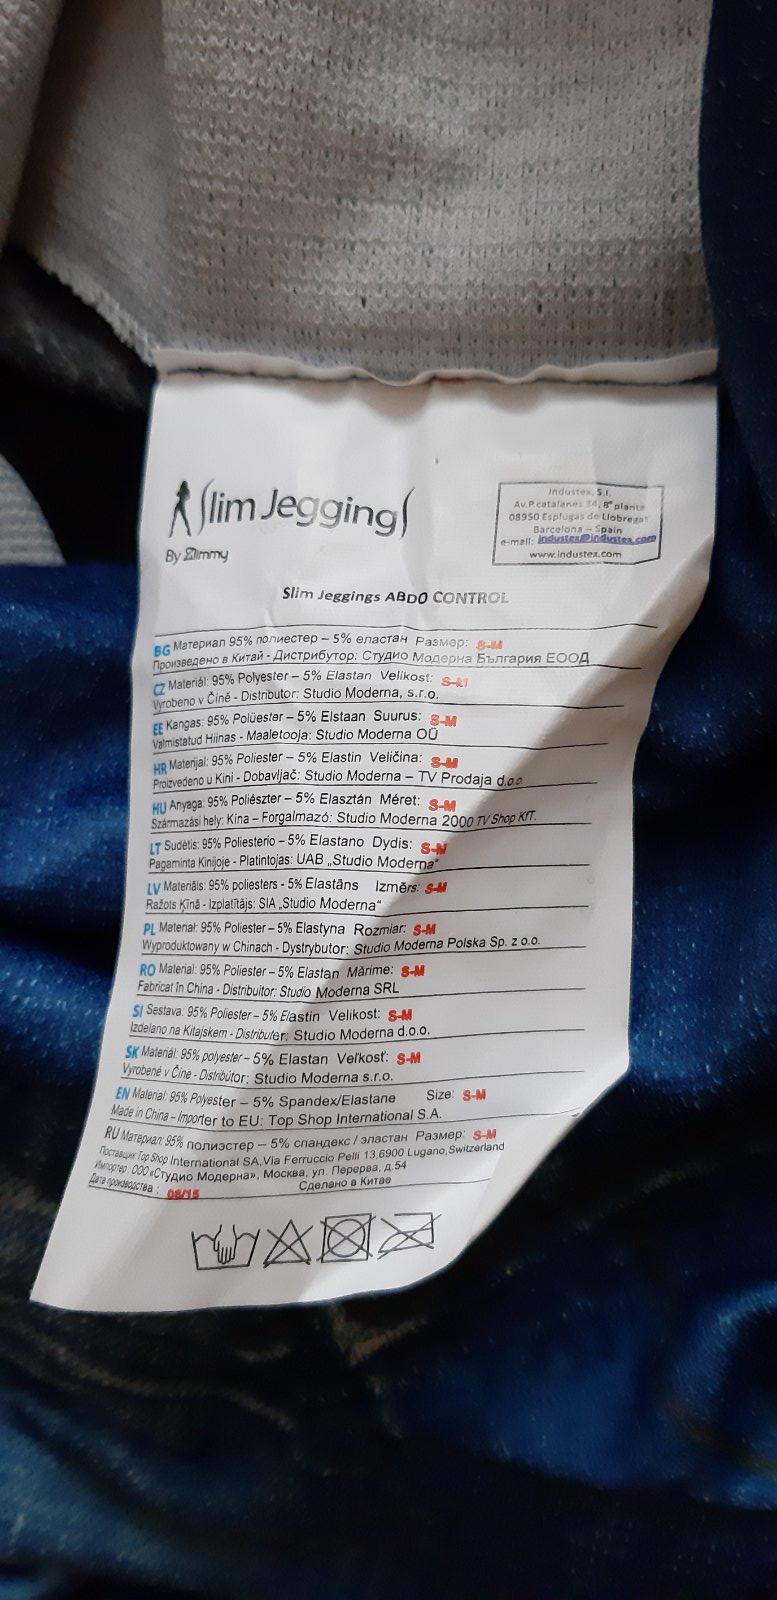 Slim Jeggings
By Slimmy
Industex, S.l.
Av.P.catalanes 34, 8ª planta
08950 Esplugas de Llobregat
Barcelona – Spain
e-mail: industex@industex.com
www.industex.com
Slim Jeggings ABDO CONTROL
BG Материал 95% полиестер – 5% еластан Размер: S-M
Произведено в Китай - Дистрибутор: Студио Модерна България ЕООД
CZ Materiál: 95% Polyester – 5% Elastan Velikost: S-M
Vyrobeno v Číně - Distributor: Studio Moderna, s.r.o.
EE Kangas: 95% Polüester – 5% Elstaan Suurus: S-M
Valmistatud Hiinas - Maaletooja: Studio Moderna OÜ
HR Materijal: 95% Poliester – 5% Elastin Veličina: S-M
Proizvedeno u Kini - Dobavljač: Studio Moderna – TV Prodaja d.o.o.
HU Anyaga: 95% Poliészter – 5% Elasztán Méret: S-M
Származási hely: Kína – Forgalmazó: Studio Moderna 2000 TV Shop KfT.
LT Sudėtis: 95% Poliesterio – 5% Elastano Dydis: S-M
Pagaminta Kinijoje - Platintojas: UAB „Studio Moderna"
LV Materiāls: 95% poliesters - 5% Elastāns Izmērs: S-M
Ražots Ķīnā - Izplatītājs: SIA „Studio Moderna"
PL Materiał: 95% Poliester – 5% Elastyna Rozmiar: S-M
Wyproduktowany w Chinach - Dystrybutor: Studio Moderna Polska Sp. z o.o.
RO Material: 95% Poliester – 5% Elastan Mărime: S-M
Fabricat în China - Distribuitor: Studio Moderna SRL
SI Sestava: 95% Poliester – 5% Elastin Velikost: S-M
Izdelano na Kitajskem - Distributer: Studio Moderna d.o.o.
SK Materiál: 95% polyester – 5% Elastan Veľkosť: S-M
Vyrobené v Číne - Distribútor: Studio Moderna s.r.o.
EN Material: 95% Polyester – 5% Spandex/Elastane Size: S-M
Made in China – Importer to EU: Top Shop International S.A.
RU Материал: 95% полиэстер – 5% спандекс / эластан Размер: S-M
Поставщик: Top Shop International SA,Via Ferruccio Pelli 13,6900 Lugano,Switzerland
Импортер: ООО «Студио Модерна», Москва, ул. Перерва, д.54
Дата производства : 08/15 Сделано в Китае